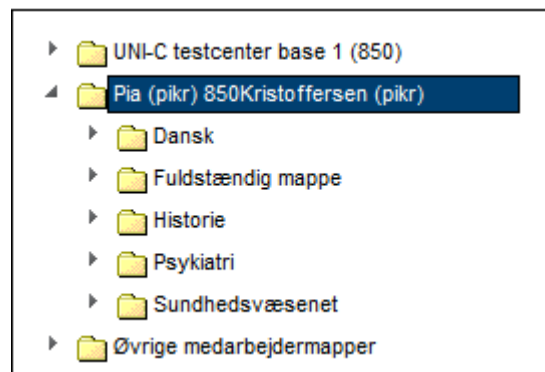 UNI-C testcenter base 1 (850)
Pia (pikr) 850Kristoffersen (pikr)
Dansk
Fuldstændig mappe
Historie
Psykiatri
Sundhedsvæsenet
Øvrige medarbejdermapper